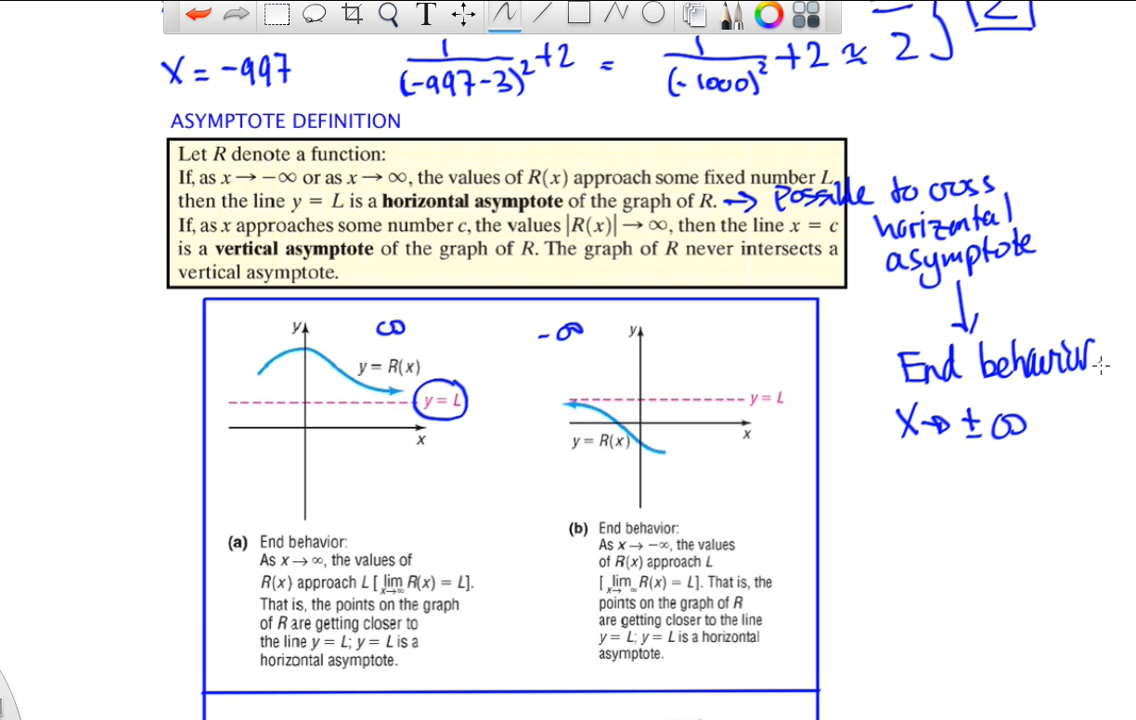 T
x = -997
1/(-997-3)² + 2 = 1/(-1000)² + 2 ≈ 2
2
ASYMPTOTE DEFINITION
Let R denote a function:
If, as x → −∞ or as x → ∞, the values of R(x) approach some fixed number L,
then the line y = L is a horizontal asymptote of the graph of R.
If, as x approaches some number c, the values |R(x)| → ∞, then the line x = c
is a vertical asymptote of the graph of R. The graph of R never intersects a
vertical asymptote.
→ possible to cross
horizontal
asymptote
End behavior
x → ± ∞
y
∞
y = R(x)
y = L
x
(a) End behavior:
As x → ∞, the values of
R(x) approach L [ lim R(x) = L].
x→∞
That is, the points on the graph
of R are getting closer to
the line y = L; y = L is a
horizontal asymptote.
-∞
y
y = L
x
y = R(x)
(b) End behavior:
As x → −∞, the values
of R(x) approach L
[ lim R(x) = L]. That is, the
x→ ∞
points on the graph of R
are getting closer to the line
y = L; y = L is a horizontal
asymptote.